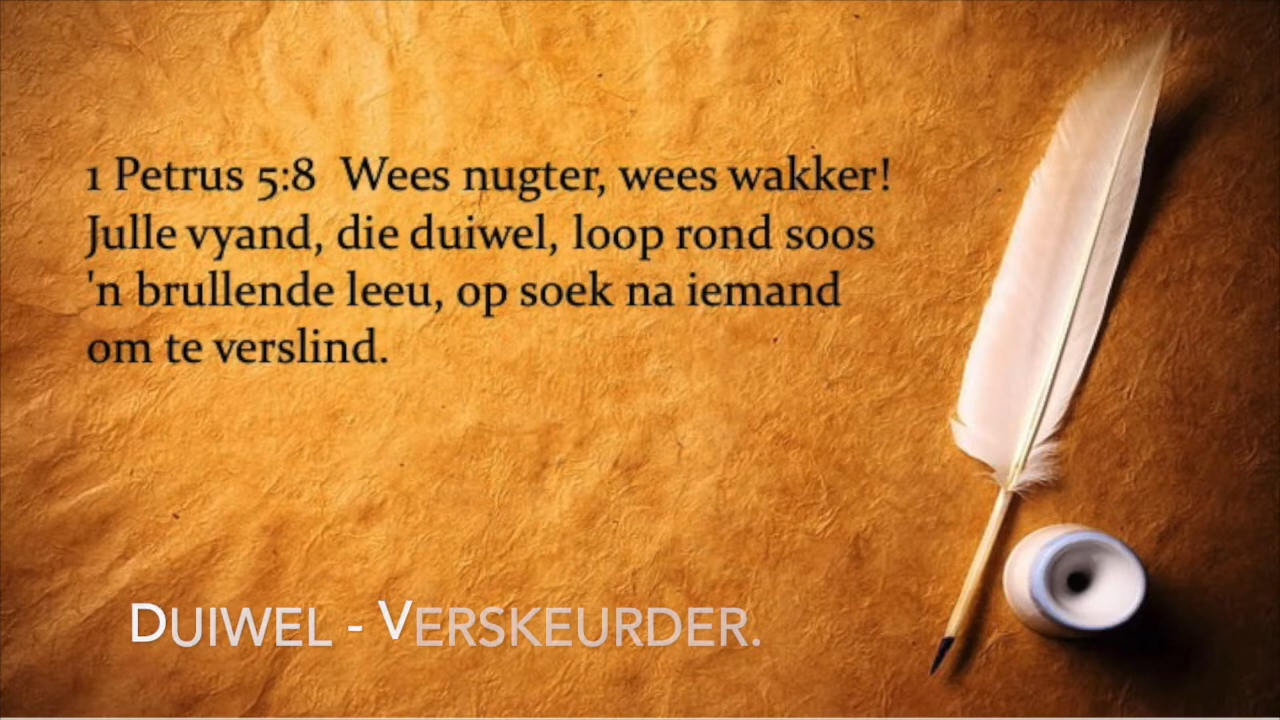 1 Petrus 5:8  Wees nugter, wees wakker!
Julle vyand, die duiwel, loop rond soos
'n brullende leeu, op soek na iemand
om te verslind.
DUIWEL - VERSKEURDER.